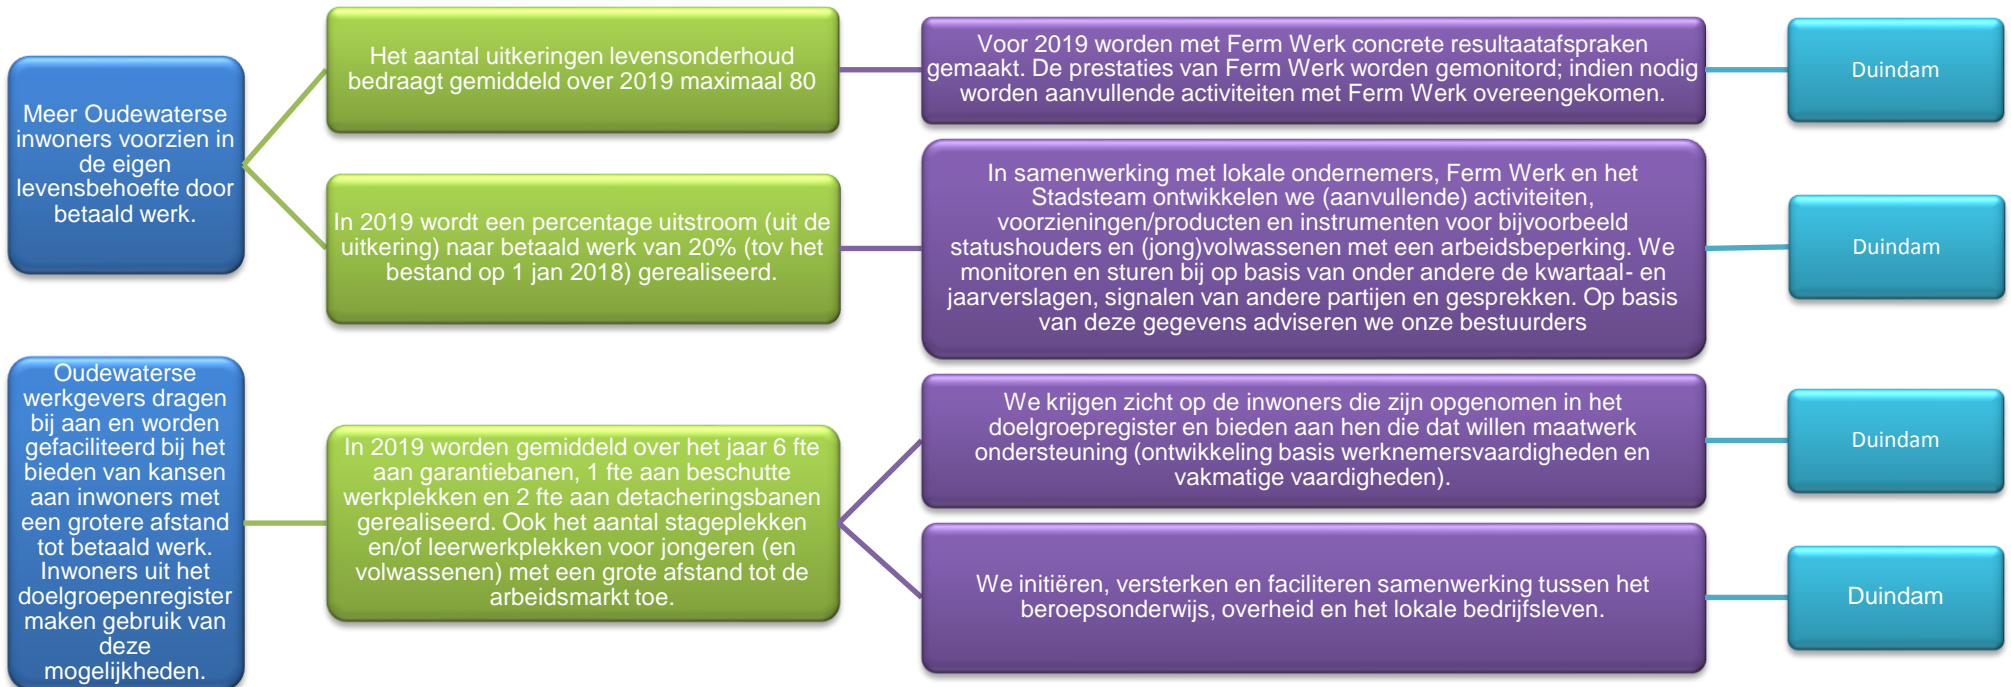 Meer Oudewaterse
inwoners voorzien in
de eigen
levensbehoefte door
betaald werk.
Het aantal uitkeringen levensonderhoud
bedraagt gemiddeld over 2019 maximaal 80
Voor 2019 worden met Ferm Werk concrete resultaatafspraken
gemaakt. De prestaties van Ferm Werk worden gemonitord; indien nodig
worden aanvullende activiteiten met Ferm Werk overeengekomen.
Duindam
In 2019 wordt een percentage uitstroom (uit de
uitkering) naar betaald werk van 20% (tov het
bestand op 1 jan 2018) gerealiseerd.
In samenwerking met lokale ondernemers, Ferm Werk en het
Stadsteam ontwikkelen we (aanvullende) activiteiten,
voorzieningen/producten en instrumenten voor bijvoorbeeld
statushouders en (jong)volwassenen met een arbeidsbeperking. We
monitoren en sturen bij op basis van onder andere de kwartaal- en
jaarverslagen, signalen van andere partijen en gesprekken. Op basis
van deze gegevens adviseren we onze bestuurders
Duindam
Oudewaterse
werkgevers dragen
bij aan en worden
gefaciliteerd bij het
bieden van kansen
aan inwoners met
een grotere afstand
tot betaald werk.
Inwoners uit het
doelgroepenregister
maken gebruik van
deze
mogelijkheden.
In 2019 worden gemiddeld over het jaar 6 fte
aan garantiebanen, 1 fte aan beschutte
werkplekken en 2 fte aan detacheringsbanen
gerealiseerd. Ook het aantal stageplekken
en/of leerwerkplekken voor jongeren (en
volwassenen) met een grote afstand tot de
arbeidsmarkt toe.
We krijgen zicht op de inwoners die zijn opgenomen in het
doelgroepregister en bieden aan hen die dat willen maatwerk
ondersteuning (ontwikkeling basis werknemersvaardigheden en
vakmatige vaardigheden).
Duindam
We initiëren, versterken en faciliteren samenwerking tussen het
beroepsonderwijs, overheid en het lokale bedrijfsleven.
Duindam